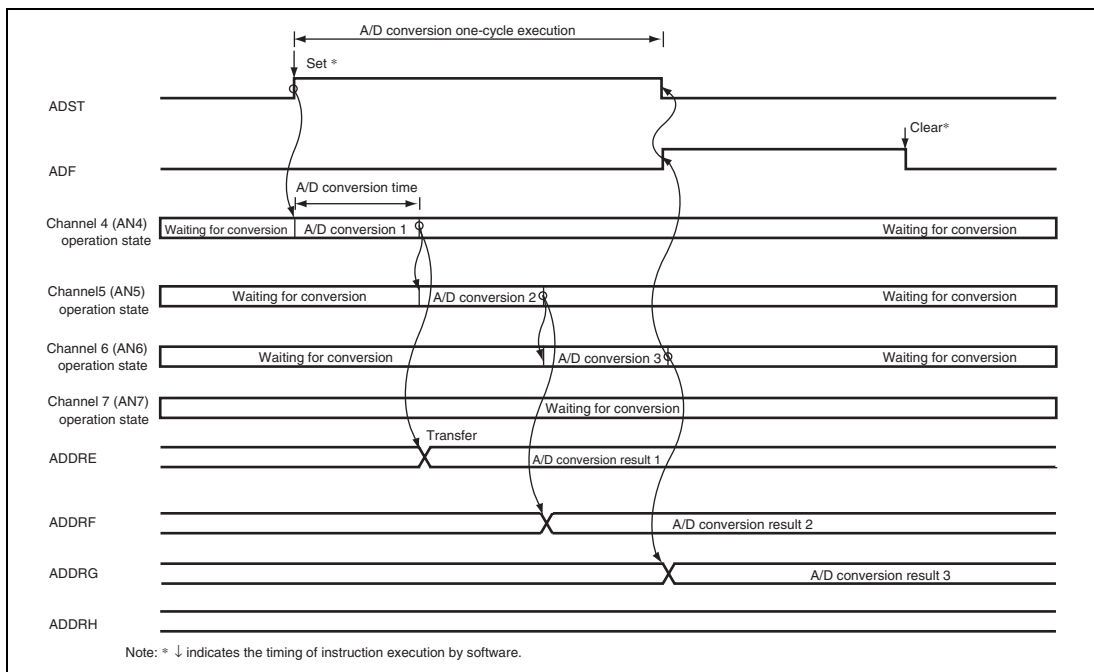 A/D conversion one-cycle execution
Set *
ADST
Clear*
ADF
A/D conversion time
Channel 4 (AN4)
operation state
Waiting for conversion
A/D conversion 1
Waiting for conversion
Channel5 (AN5)
operation state
Waiting for conversion
A/D conversion 2
Waiting for conversion
Channel 6 (AN6)
operation state
Waiting for conversion
A/D conversion 3
Waiting for conversion
Channel 7 (AN7)
operation state
Waiting for conversion
Transfer
ADDRE
A/D conversion result 1
ADDRF
A/D conversion result 2
ADDRG
A/D conversion result 3
ADDRH
Note: * ↓ indicates the timing of instruction execution by software.